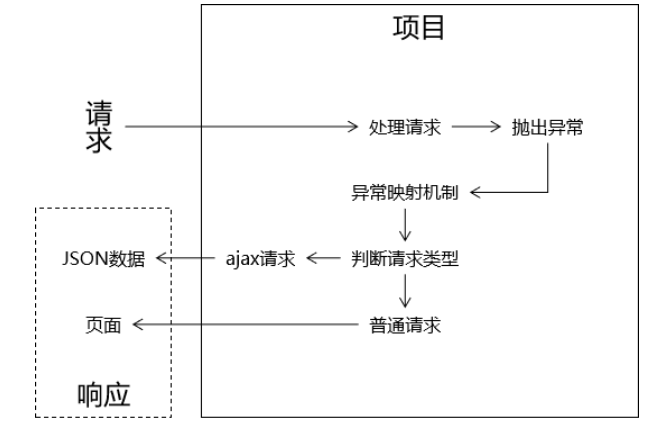 项目
请求
处理请求
抛出异常
异常映射机制
JSON数据
ajax请求
判断请求类型
页面
普通请求
响应